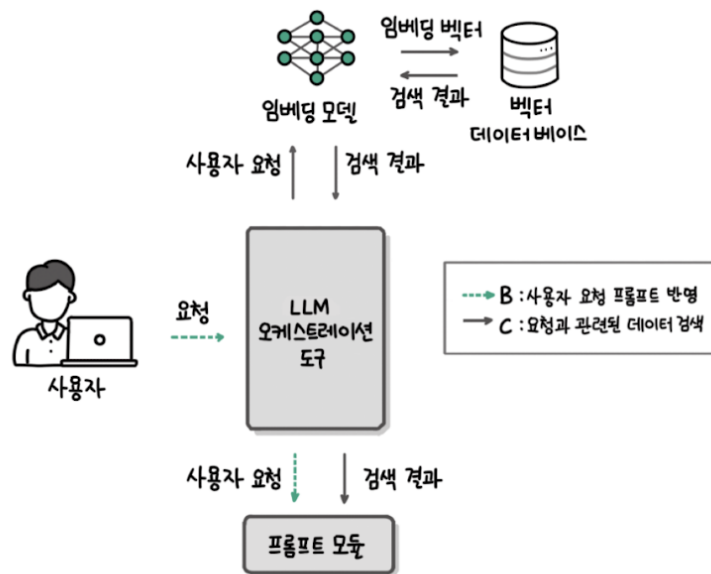 임베딩 벡터
검색 결과
임베딩 모델
벡터
데이터베이스
사용자 요청
검색 결과
요청
LLM
오케스트레이션
도구
사용자
B : 사용자 요청 프롬프트 반영
C : 요청과 관련된 데이터 검색
사용자 요청
검색 결과
프롬프트 모듈